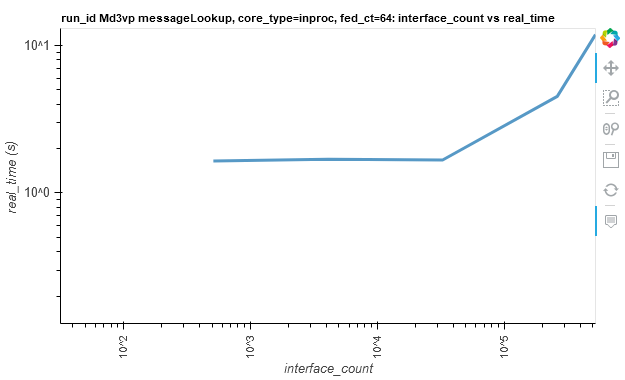 run_id Md3vp messageLookup, core_type=inproc, fed_ct=64: interface_count vs real_time
10^1
10^0
real_time (s)
10^2
10^3
10^4
10^5
interface_count